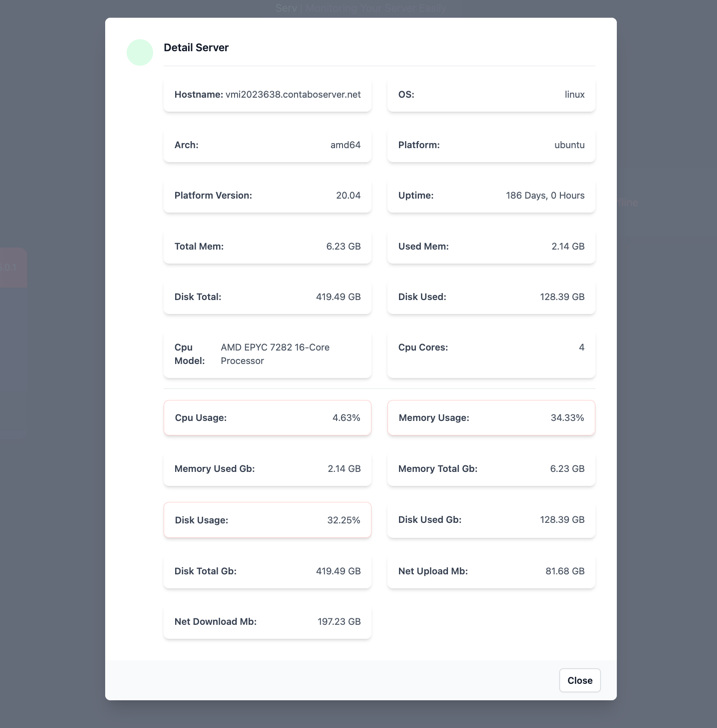 Detail Server
Hostname: vmi2023638.contaboserver.net
OS: linux
Arch: amd64
Platform: ubuntu
Platform Version: 20.04
Uptime: 186 Days, 0 Hours
Total Mem: 6.23 GB
Used Mem: 2.14 GB
Disk Total: 419.49 GB
Disk Used: 128.39 GB
Cpu Model: AMD EPYC 7282 16-Core
Processor
Cpu Cores: 4
Cpu Usage: 4.63%
Memory Usage: 34.33%
Memory Used Gb: 2.14 GB
Memory Total Gb: 6.23 GB
Disk Usage: 32.25%
Disk Used Gb: 128.39 GB
Disk Total Gb: 419.49 GB
Net Upload Mb: 81.68 GB
Net Download Mb: 197.23 GB
Close